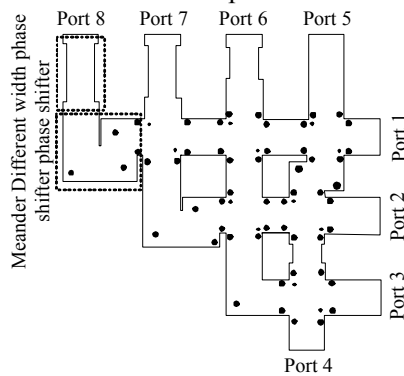 Port 8
Port 7
Port 6
Port 5
Meander Different width phase
shifter phase shifter
Port 1
Port 2
Port 3
Port 4